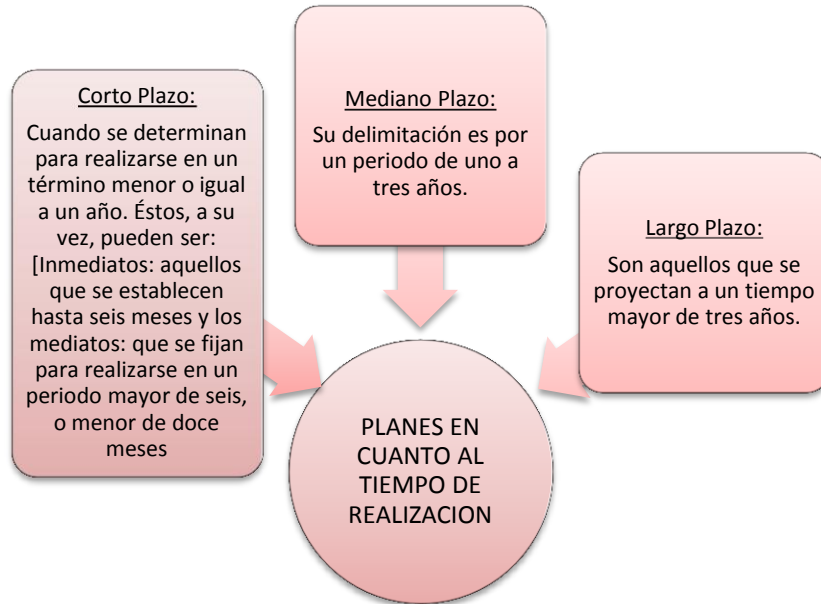 Corto Plazo:
Cuando se determinan
para realizarse en un
término menor o igual
a un año. Éstos, a su
vez, pueden ser:
[Inmediatos: aquellos
que se establecen
hasta seis meses y los
mediatos: que se fijan
para realizarse en un
periodo mayor de seis,
o menor de doce
meses
Mediano Plazo:
Su delimitación es por
un periodo de uno a
tres años.
Largo Plazo:
Son aquellos que se
proyectan a un tiempo
mayor de tres años.
PLANES EN
CUANTO AL
TIEMPO DE
REALIZACION